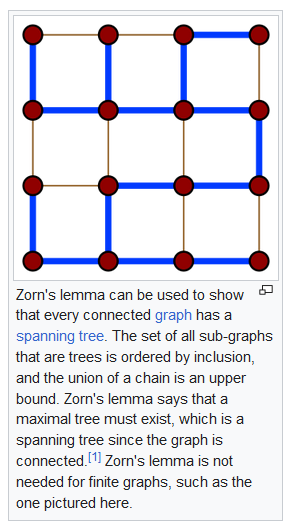 Zorn's lemma can be used to show
that every connected graph has a
spanning tree. The set of all sub-graphs
that are trees is ordered by inclusion,
and the union of a chain is an upper
bound. Zorn's lemma says that a
maximal tree must exist, which is a
spanning tree since the graph is
connected.[1] Zorn's lemma is not
needed for finite graphs, such as the
one pictured here.